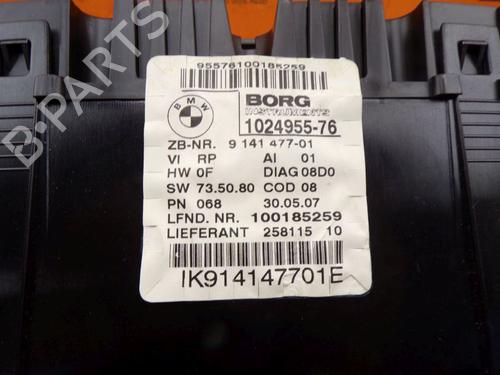 9557610018​5259
BMW
BORG
INSTRUMENTS
1024955-76
ZB-NR. 9 141 477-01
VI RP AI 01
HW 0F DIAG 08D0
SW 73.50.80 COD 08
PN 068 30.05.07
LFND. NR. 100185259
LIEFERANT 258115 10
IK914147701E
B-PARTS